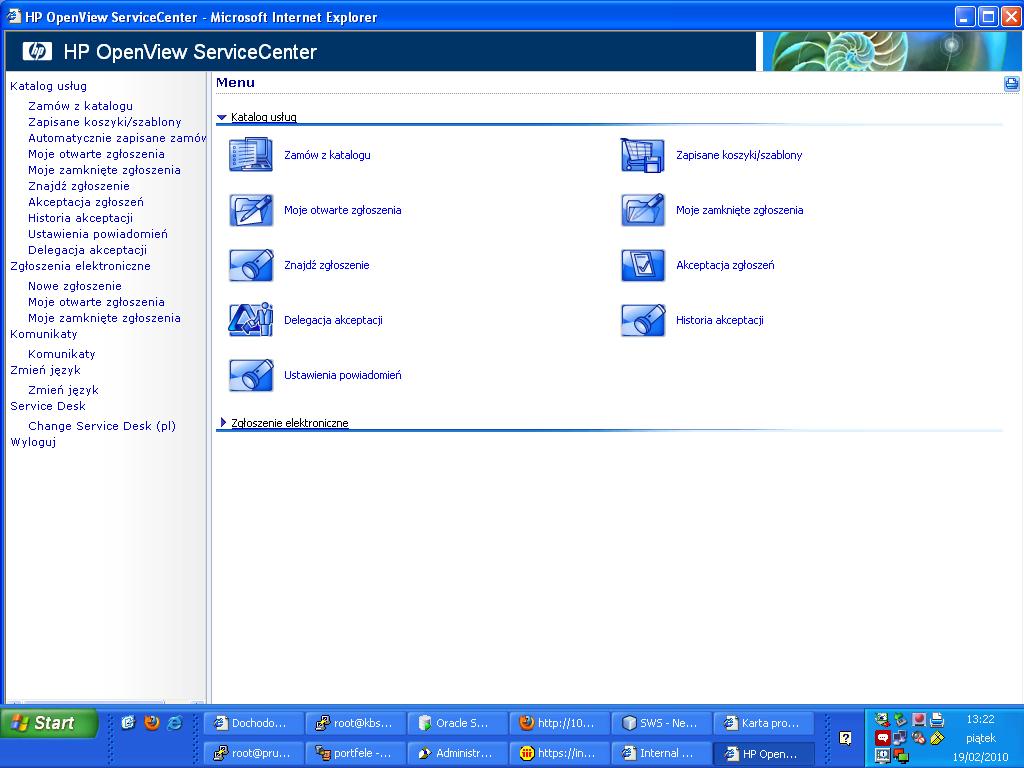 HP OpenView ServiceCenter - Microsoft Internet Explorer
hp HP OpenView ServiceCenter
Katalog usług
Zamów z katalogu
Zapisane koszyki/szablony
Automatycznie zapisane zamów
Moje otwarte zgłoszenia
Moje zamknięte zgłoszenia
Znajdź zgłoszenie
Akceptacja zgłoszeń
Historia akceptacji
Ustawienia powiadomień
Delegacja akceptacji
Zgłoszenia elektroniczne
Nowe zgłoszenie
Moje otwarte zgłoszenia
Moje zamknięte zgłoszenia
Komunikaty
Komunikaty
Zmień język
Zmień język
Service Desk
Change Service Desk (pl)
Wyloguj
Menu
Katalog usług
Zamów z katalogu
Zapisane koszyki/szablony
Moje otwarte zgłoszenia
Moje zamknięte zgłoszenia
Znajdź zgłoszenie
Akceptacja zgłoszeń
Delegacja akceptacji
Historia akceptacji
Ustawienia powiadomień
Zgłoszenie elektroniczne
Start
Dochodo... root@kbs... Oracle S... http://10... SWS - Ne... Karta pro...
root@pru... portfele -... Administr... https://in... Internal ... HP Open...
13:22
piątek
19/02/2010